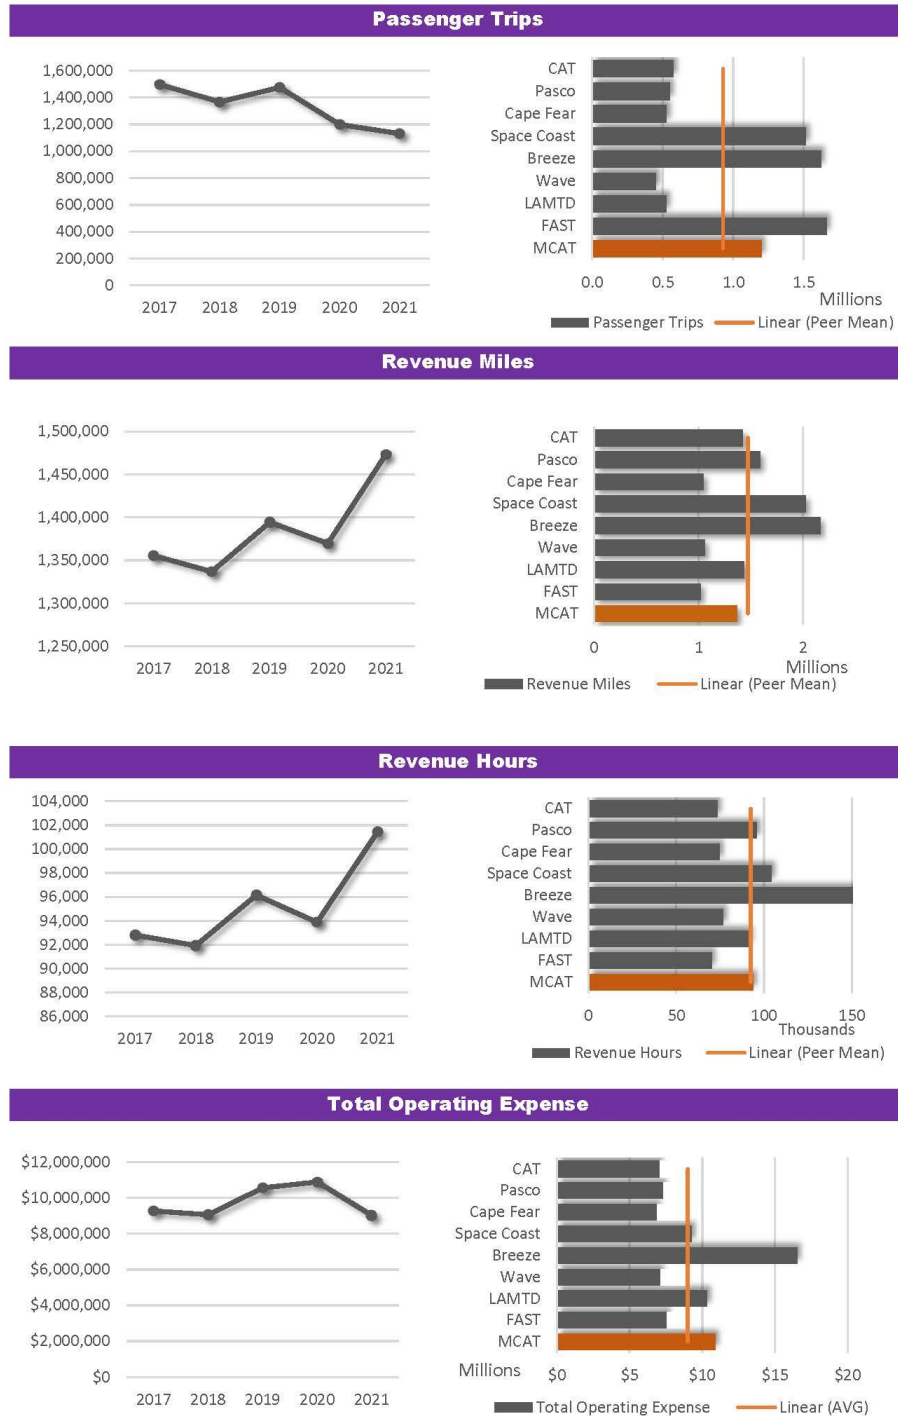 Passenger Trips
1,600,000
1,400,000
1,200,000
1,000,000
800,000
600,000
400,000
200,000
0
2017 2018 2019 2020 2021
CAT
Pasco
Cape Fear
Space Coast
Breeze
Wave
LAMTD
FAST
MCAT
0.0 0.5 1.0 1.5
Millions
Passenger Trips Linear (Peer Mean)
Revenue Miles
1,500,000
1,450,000
1,400,000
1,350,000
1,300,000
1,250,000
2017 2018 2019 2020 2021
CAT
Pasco
Cape Fear
Space Coast
Breeze
Wave
LAMTD
FAST
MCAT
0 1 2
Millions
Revenue Miles Linear (Peer Mean)
Revenue Hours
104,000
102,000
100,000
98,000
96,000
94,000
92,000
90,000
88,000
86,000
2017 2018 2019 2020 2021
CAT
Pasco
Cape Fear
Space Coast
Breeze
Wave
LAMTD
FAST
MCAT
0 50 100 150
Thousands
Revenue Hours Linear (Peer Mean)
Total Operating Expense
$12,000,000
$10,000,000
$8,000,000
$6,000,000
$4,000,000
$2,000,000
$0
2017 2018 2019 2020 2021
CAT
Pasco
Cape Fear
Space Coast
Breeze
Wave
LAMTD
FAST
MCAT
Millions $0 $5 $10 $15 $20
Total Operating Expense Linear (AVG)